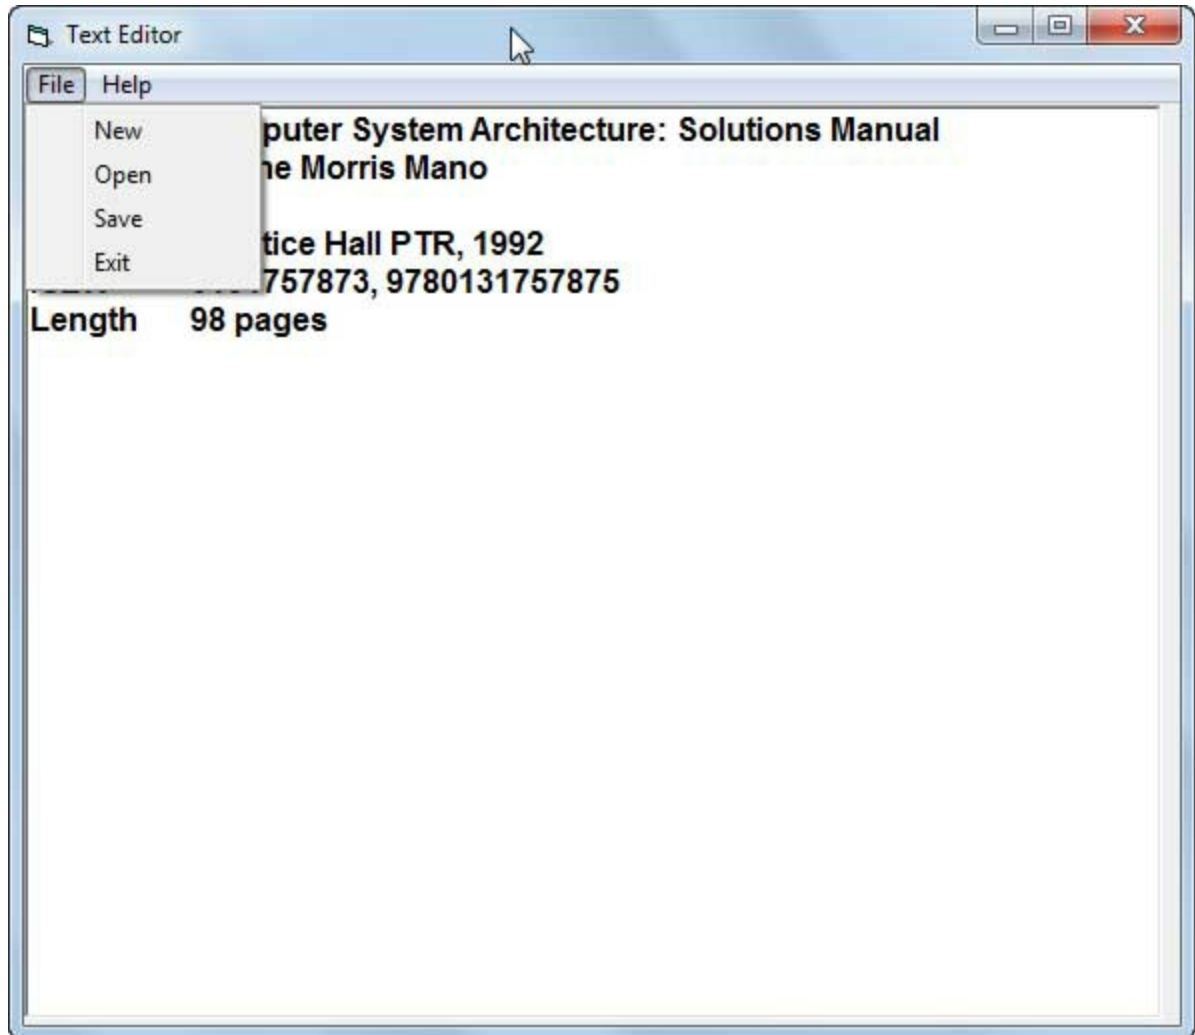 Text Editor
File Help
New
Open
Save
Exit
puter System Architecture: Solutions Manual
ne Morris Mano
tice Hall PTR, 1992
757873, 9780131757875
Length 98 pages